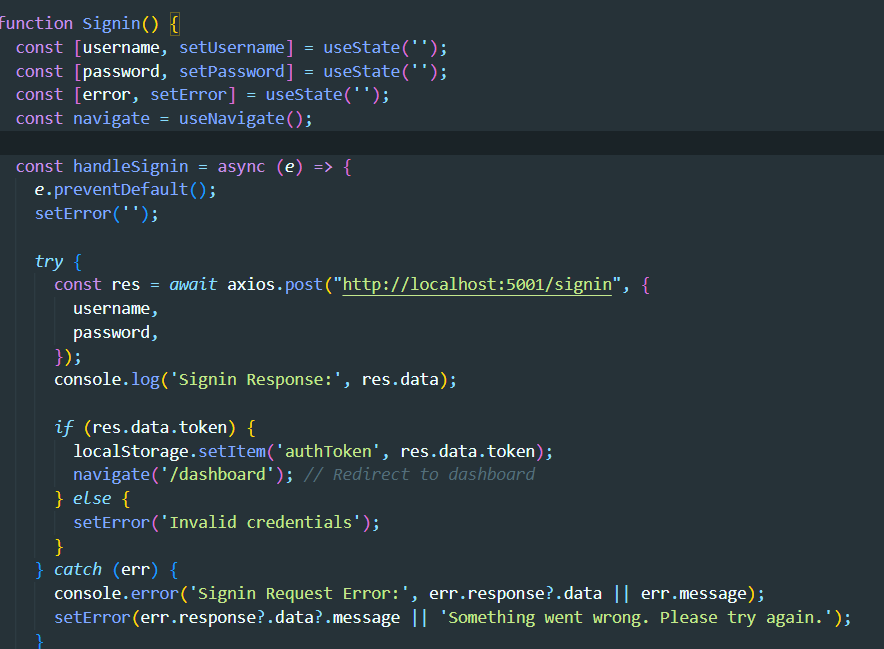 function Signin() {
  const [username, setUsername] = useState('');
  const [password, setPassword] = useState('');
  const [error, setError] = useState('');
  const navigate = useNavigate();

  const handleSignin = async (e) => {
    e.preventDefault();
    setError('');

    try {
      const res = await axios.post("http://localhost:5001/signin", {
        username,
        password,
      });
      console.log('Signin Response:', res.data);

      if (res.data.token) {
        localStorage.setItem('authToken', res.data.token);
        navigate('/dashboard'); // Redirect to dashboard
      } else {
        setError('Invalid credentials');
      }
    } catch (err) {
      console.error('Signin Request Error:', err.response?.data || err.message);
      setError(err.response?.data?.message || 'Something went wrong. Please try again.');
    }